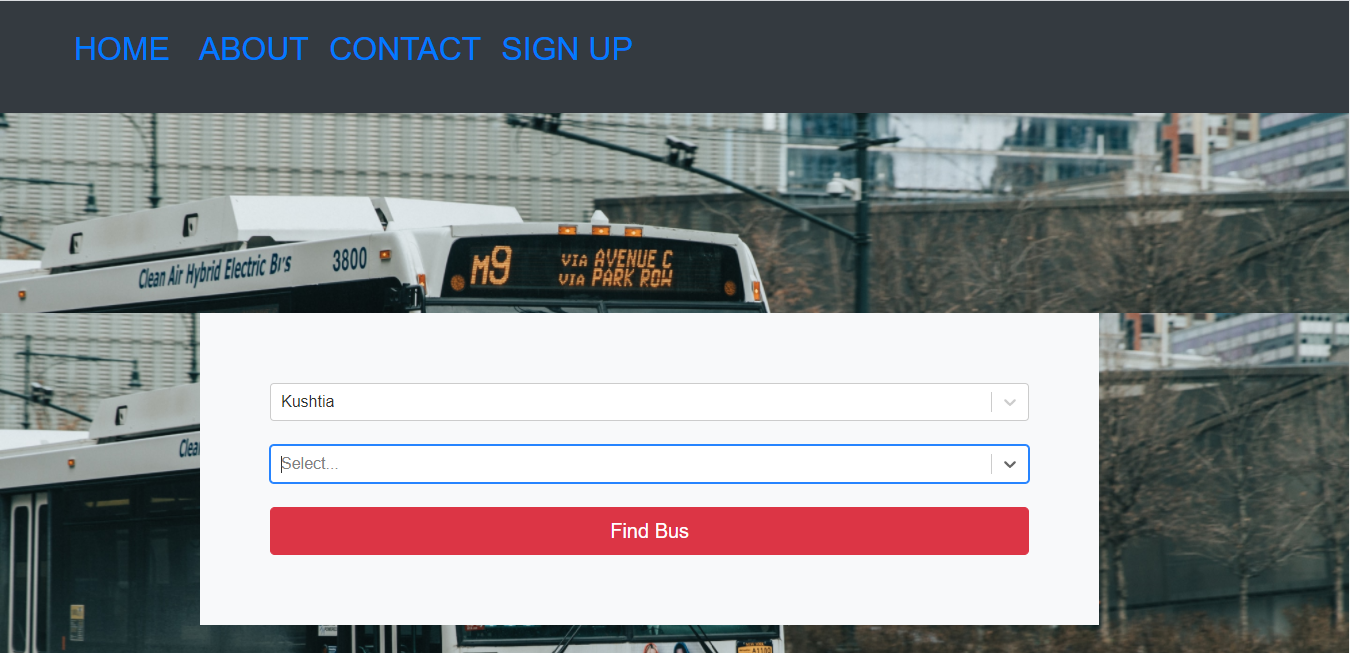 HOME ABOUT CONTACT SIGN UP
Clean Air Hybrid Electric Bus 3800
M9 VIA AVENUE C
VIA PARK ROW
Kushtia
Select...
Find Bus